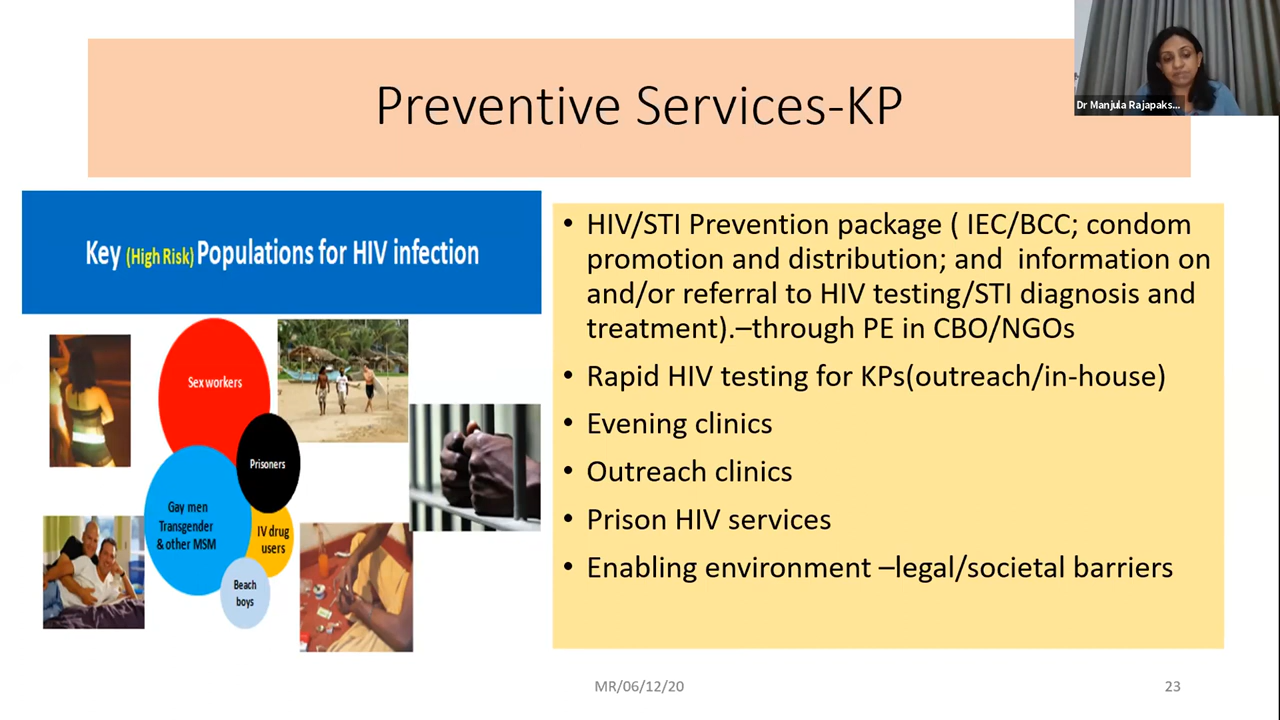 Preventive Services-KP
Dr Manjula Rajapaks...
Key (High Risk) Populations for HIV infection
Sex workers
Prisoners
Gay men
Transgender
& other MSM
IV drug
users
Beach
boys
• HIV/STI Prevention package ( IEC/BCC; condom
promotion and distribution; and information on
and/or referral to HIV testing/STI diagnosis and
treatment).–through PE in CBO/NGOs
• Rapid HIV testing for KPs(outreach/in-house)
• Evening clinics
• Outreach clinics
• Prison HIV services
• Enabling environment –legal/societal barriers
MR/06/12/20
23